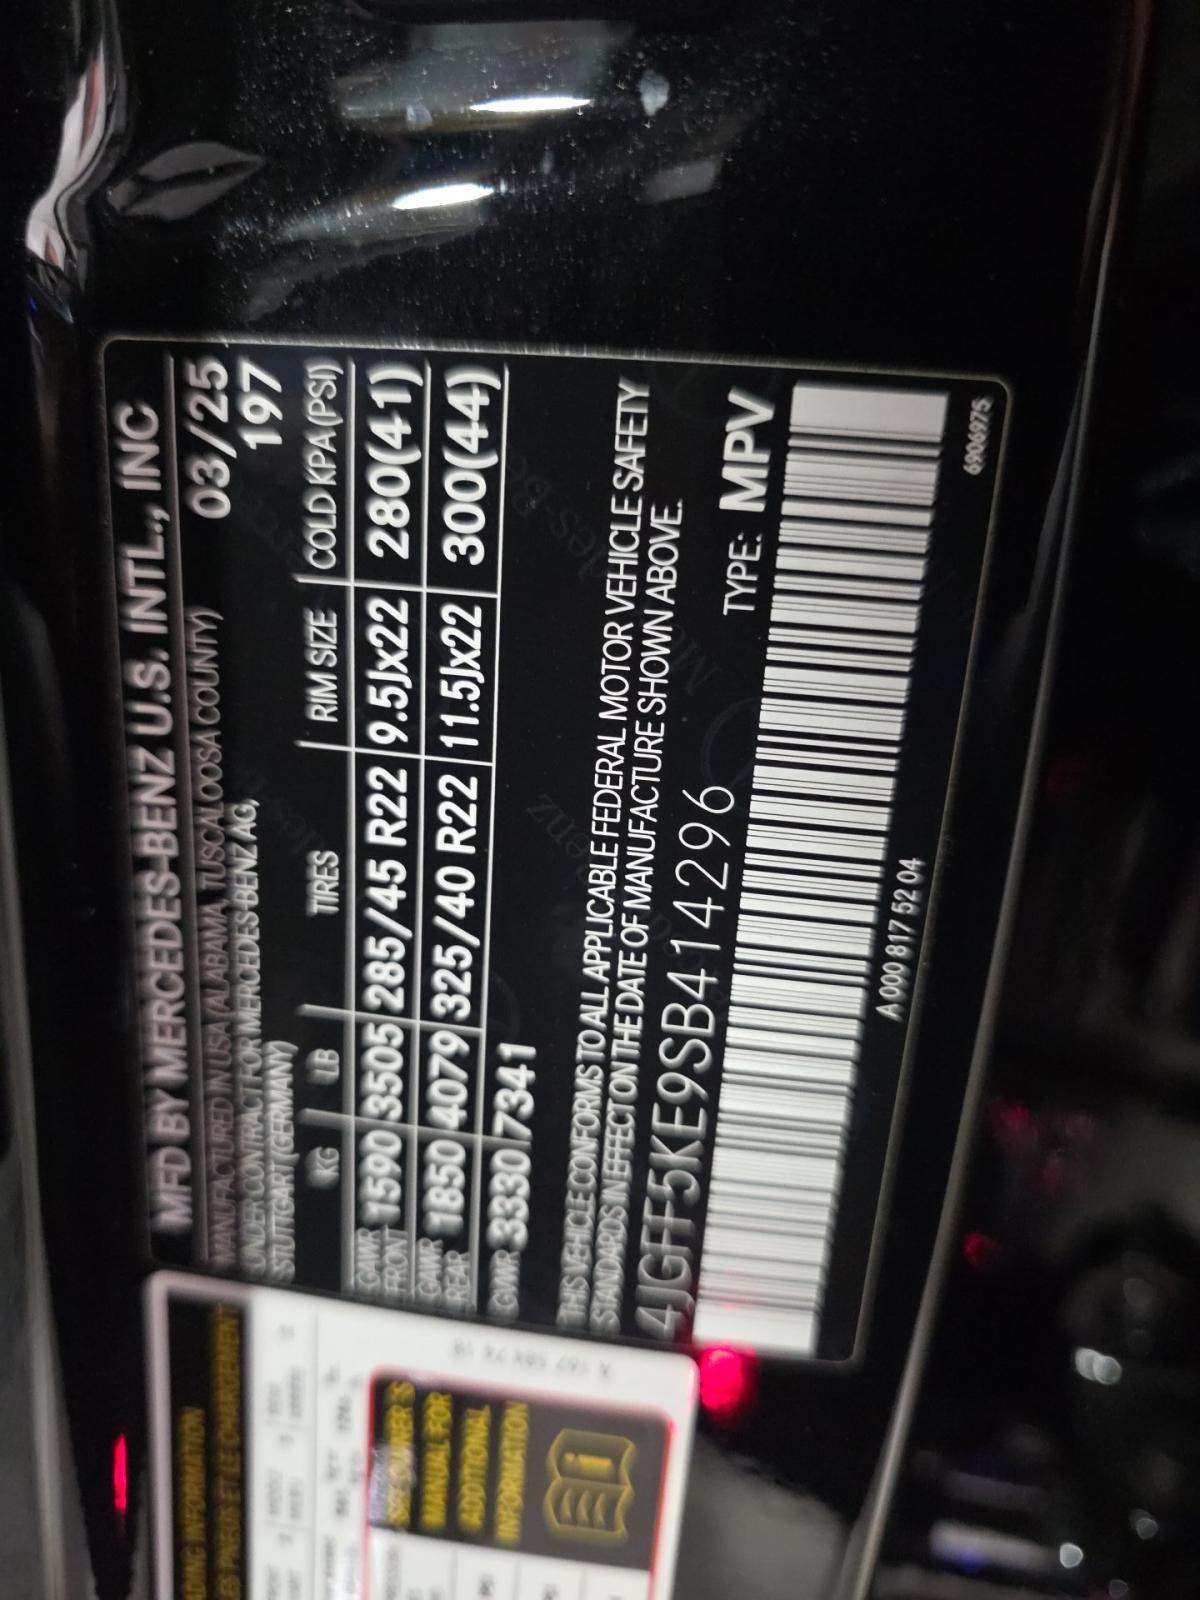 MFD BY MERCEDES-BENZ U.S. INTL., INC
MANUFACTURED IN USA (ALABAMA, TUSCALOOSA COUNTY) 03/25
UNDER CONTRACT FOR MERCEDES-BENZ AG, 197
STUTTGART (GERMANY)
KG LB TIRES RIM SIZE COLD KPA(PSI)
GAWR FRONT 1590 3505 285/45 R22 9.5Jx22 280(41)
GAWR REAR 1850 4079 325/40 R22 11.5Jx22 300(44)
GVWR 3330 7341
THIS VEHICLE CONFORMS TO ALL APPLICABLE FEDERAL MOTOR VEHICLE SAFETY
STANDARDS IN EFFECT ON THE DATE OF MANUFACTURE SHOWN ABOVE.
4JGFF5KE9SB414296 TYPE: MPV
A 000 817 52 04
6906975
SEE OWNER'S
MANUAL FOR
ADDITIONAL
INFORMATION